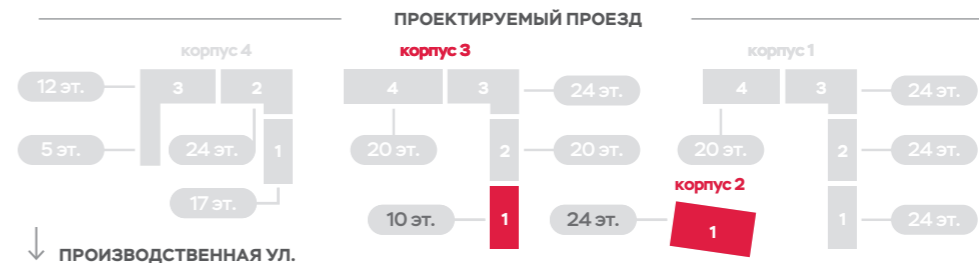 ПРОЕКТИРУЕМЫЙ ПРОЕЗД
корпус 4
корпус 3
корпус 1
12 эт.
3
2
4
3
24 эт.
4
3
24 эт.
5 эт.
24 эт.
1
20 эт.
2
20 эт.
20 эт.
2
24 эт.
корпус 2
17 эт.
10 эт.
1
24 эт.
1
1
24 эт.
ПРОИЗВОДСТВЕННАЯ УЛ.